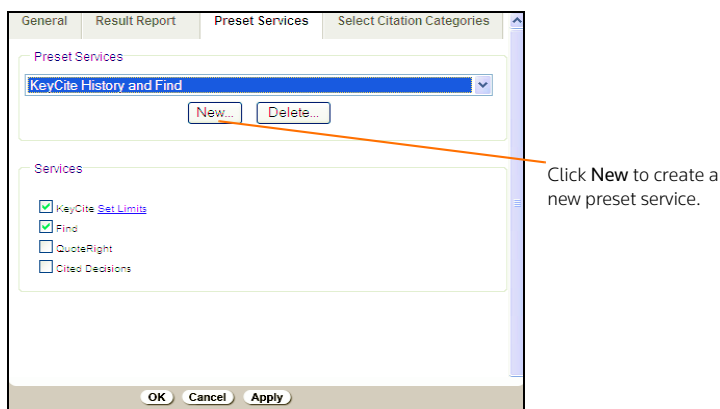 General Result Report Preset Services Select Citation Categories
Preset Services
KeyCite History and Find
New... Delete...
Click New to create a
new preset service.
Services
KeyCite Set Limits
Find
QuoteRight
Cited Decisions
OK Cancel Apply